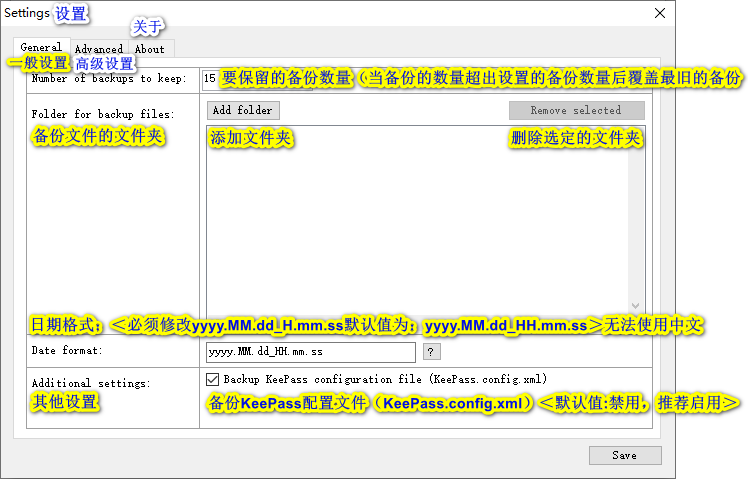 Settings 设置
关于
General Advanced About
一般设置 高级设置
Number of backups to keep: 15 要保留的备份数量（当备份的数量超出设置的备份数量后覆盖最旧的备份
Folder for backup files: Add folder Remove selected
备份文件的文件夹 添加文件夹 删除选定的文件夹
日期格式：＜必须修改yyyy.MM.dd_H.mm.ss默认值为：yyyy.MM.dd_HH.mm.ss＞无法使用中文
Date format: yyyy.MM.dd_HH.mm.ss ?
Additional settings: Backup KeePass configuration file (KeePass.config.xml)
其他设置 备份KeePass配置文件（KeePass.config.xml）＜默认值:禁用，推荐启用＞
Save